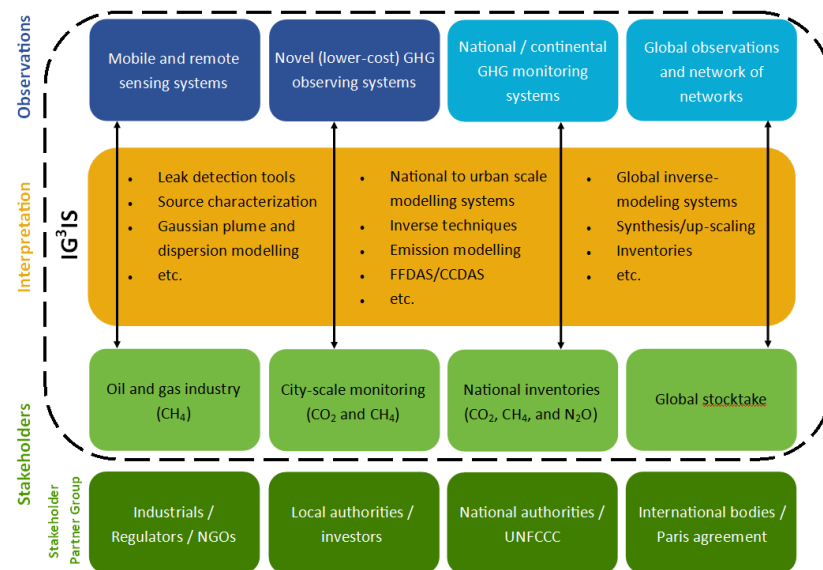 Observations
Mobile and remote
sensing systems
Novel (lower-cost) GHG
observing systems
National / continental
GHG monitoring
systems
Global observations
and network of
networks
IG³IS
Interpretation
• Leak detection tools
• Source characterization
• Gaussian plume and
dispersion modelling
• etc.
• National to urban scale
modelling systems
• Inverse techniques
• Emission modelling
• FFDAS/CCDAS
• etc.
• Global inverse-
modeling systems
• Synthesis/up-scaling
• Inventories
• etc.
Stakeholders
Oil and gas industry
(CH₄)
City-scale monitoring
(CO₂ and CH₄)
National inventories
(CO₂, CH₄, and N₂O)
Global stocktake
Stakeholder
Partner Group
Industrials /
Regulators / NGOs
Local authorities /
investors
National authorities /
UNFCCC
International bodies /
Paris agreement